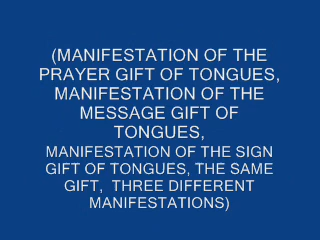 (MANIFESTATION OF THE
PRAYER GIFT OF TONGUES,
MANIFESTATION OF THE
MESSAGE GIFT OF
TONGUES,
MANIFESTATION OF THE SIGN
GIFT OF TONGUES, THE SAME
GIFT,  THREE DIFFERENT
MANIFESTATIONS)